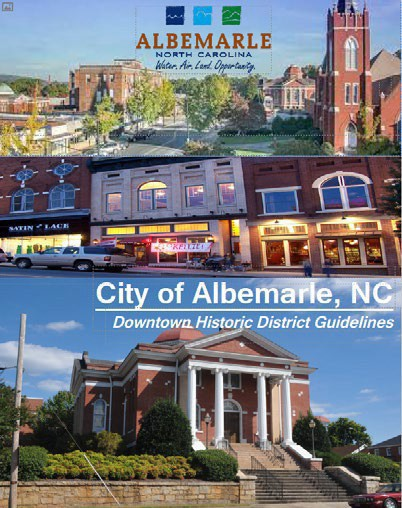 ALBEMARLE
NORTH CAROLINA
Water. Air. Land. Opportunity.
SATIN LACE
City of Albemarle, NC
Downtown Historic District Guidelines